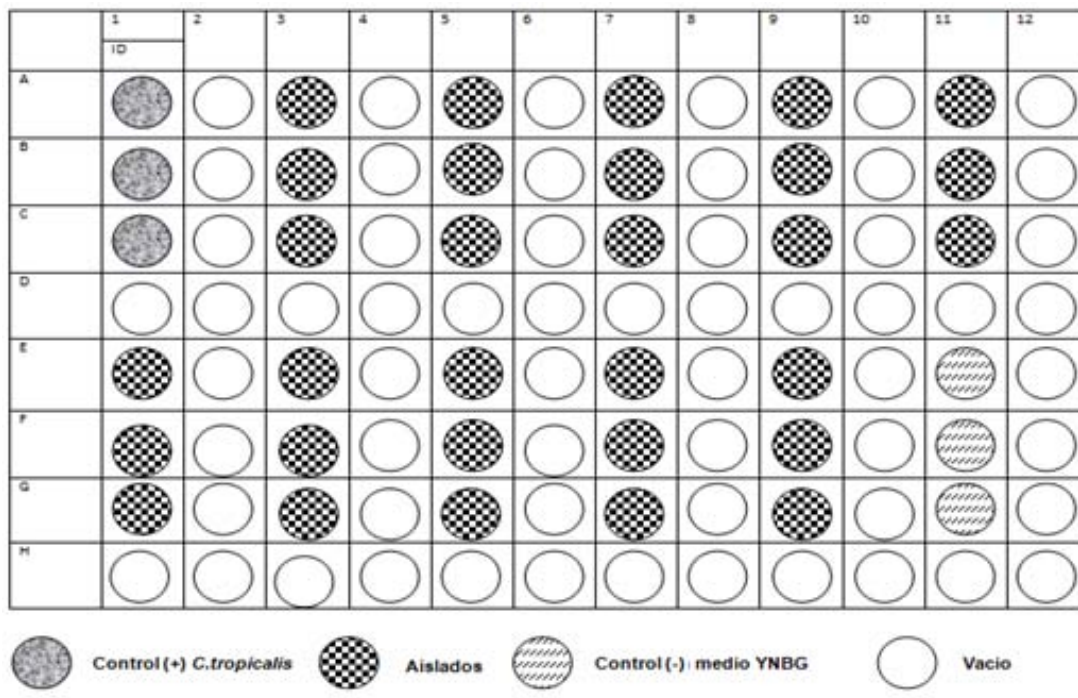 1 2 3 4 5 6 7 8 9 10 11 12
ID
A
B
C
D
E
F
G
H
Control (+) C.tropicalis Aislados Control (-): medio YNBG Vacio